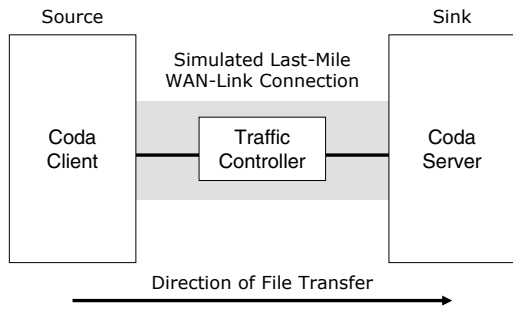 Source
Sink
Simulated Last-Mile
WAN-Link Connection
Coda
Client
Traffic
Controller
Coda
Server
Direction of File Transfer